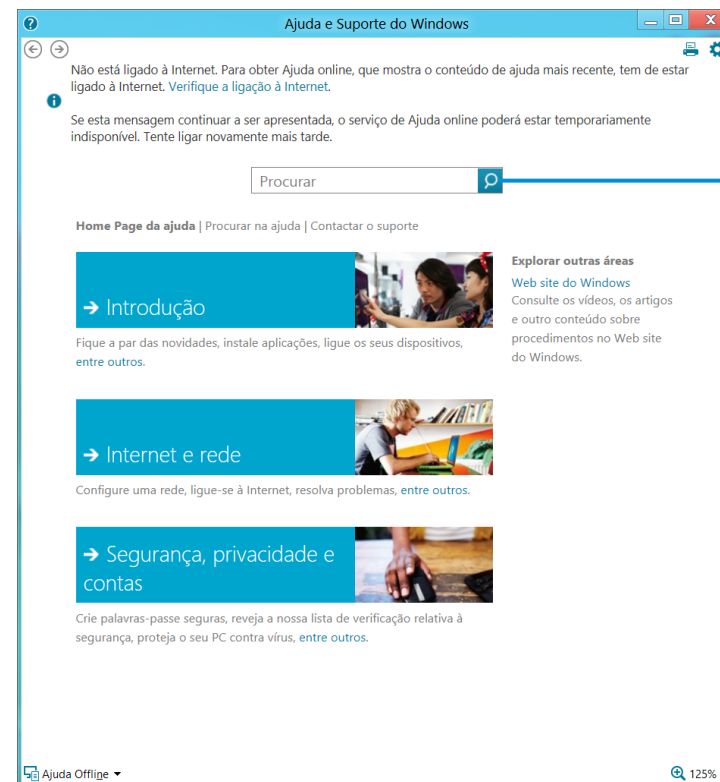 Ajuda e Suporte do Windows
Não está ligado à Internet. Para obter Ajuda online, que mostra o conteúdo de ajuda mais recente, tem de estar
ligado à Internet. Verifique a ligação à Internet.
Se esta mensagem continuar a ser apresentada, o serviço de Ajuda online poderá estar temporariamente
indisponível. Tente ligar novamente mais tarde.
Procurar
Home Page da ajuda | Procurar na ajuda | Contactar o suporte
Introdução
Fique a par das novidades, instale aplicações, ligue os seus dispositivos,
entre outros.
Explorar outras áreas
Web site do Windows
Consulte os vídeos, os artigos
e outro conteúdo sobre
procedimentos no Web site
do Windows.
Internet e rede
Configure uma rede, ligue-se à Internet, resolva problemas, entre outros.
Segurança, privacidade e
contas
Crie palavras-passe seguras, reveja a nossa lista de verificação relativa à
segurança, proteja o seu PC contra vírus, entre outros.
Ajuda Offline
125%